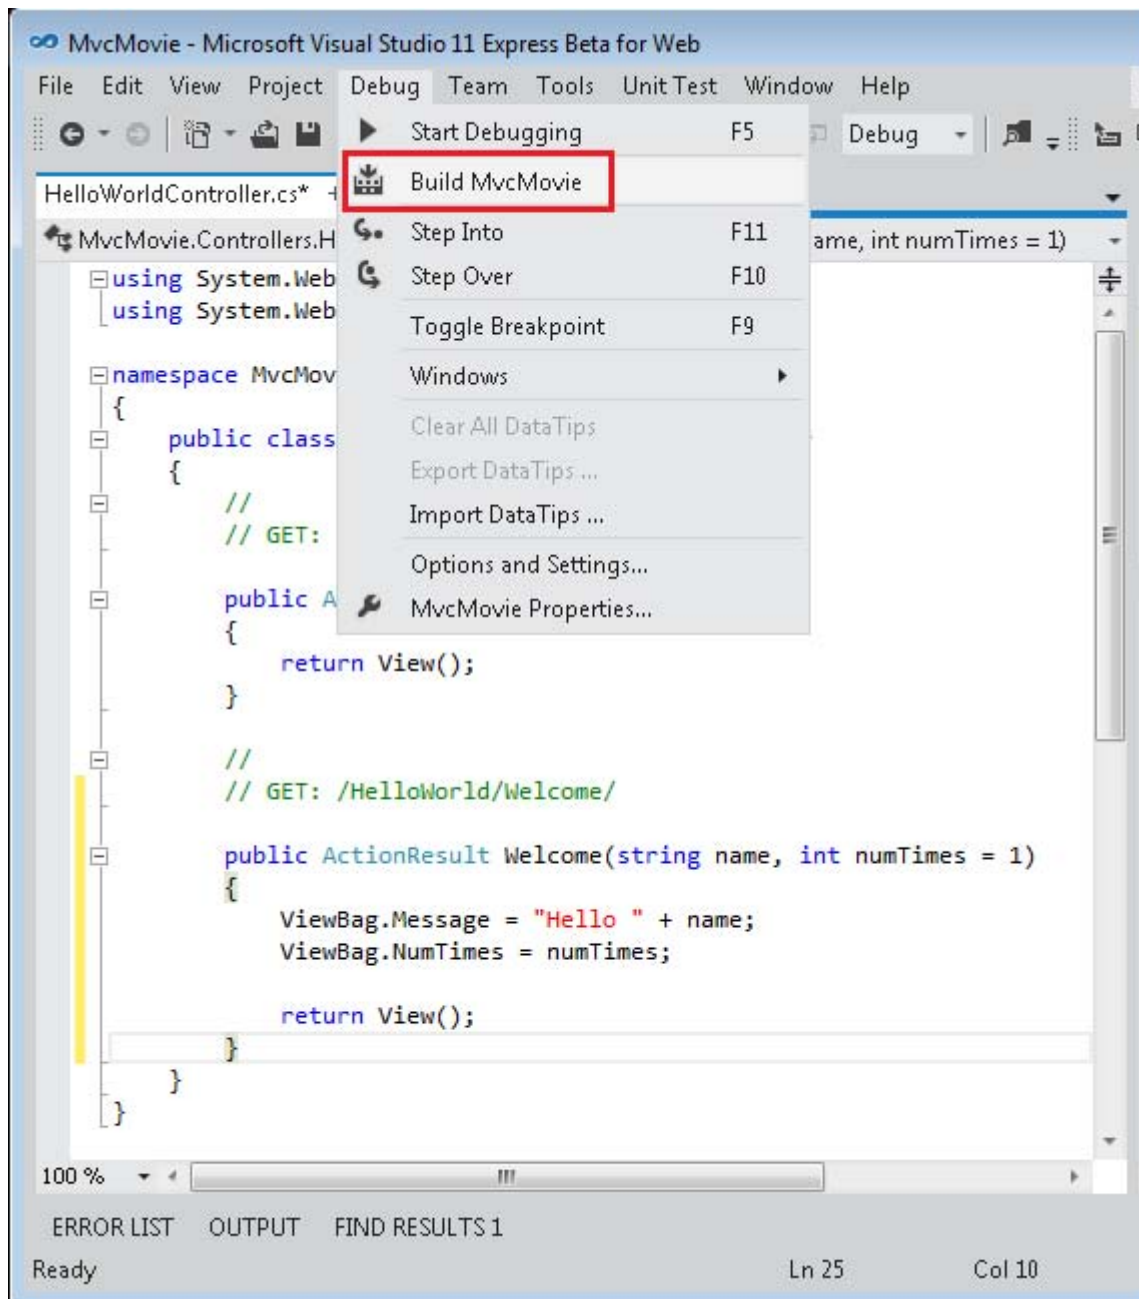 MvcMovie - Microsoft Visual Studio 11 Express Beta for Web
File Edit View Project Debug Team Tools Unit Test Window Help
Start Debugging F5
Debug
Build MvcMovie
HelloWorldController.cs*
Step Into F11
MvcMovie.Controllers.H
ame, int numTimes = 1)
Step Over F10
using System.Web
using System.Web
Toggle Breakpoint F9
Windows
namespace MvcMov
{
Clear All DataTips
public class
{
Export DataTips ...
//
// GET:
Import DataTips ...
Options and Settings...
public A
MvcMovie Properties...
{
return View();
}
//
// GET: /HelloWorld/Welcome/
public ActionResult Welcome(string name, int numTimes = 1)
{
ViewBag.Message = "Hello " + name;
ViewBag.NumTimes = numTimes;
return View();
}
}
}
100 %
ERROR LIST OUTPUT FIND RESULTS 1
Ready Ln 25 Col 10